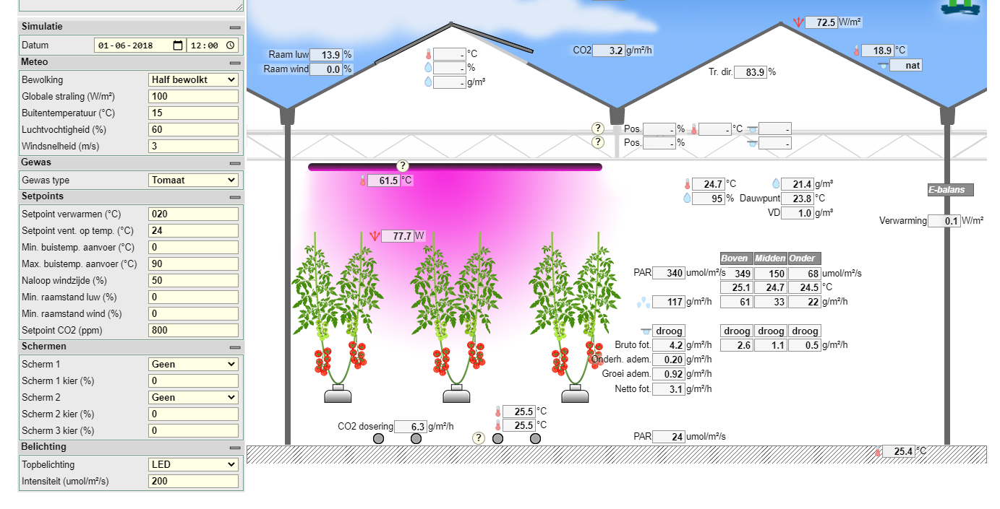 Simulatie
Datum 01-06-2018 12:00
Meteo
Bewolking Half bewolkt
Globale straling (W/m²) 100
Buitentemperatuur (°C) 15
Luchtvochtigheid (%) 60
Windsnelheid (m/s) 3
Gewas
Gewas type Tomaat
Setpoints
Setpoint verwarmen (°C) 020
Setpoint vent. op temp. (°C) 24
Min. buistemp. aanvoer (°C) 0
Max. buistemp. aanvoer (°C) 90
Naloop windzijde (%) 50
Min. raamstand luw (%) 0
Min. raamstand wind (%) 0
Setpoint CO2 (ppm) 800
Schermen
Scherm 1 Geen
Scherm 1 kier (%) 0
Scherm 2 Geen
Scherm 2 kier (%) 0
Scherm 3 kier (%) 0
Belichting
Topbelichting LED
Intensiteit (umol/m²/s) 200
72.5 W/m²
Raam luw 13.9 %
Raam wind 0.0 %
- °C
- %
- g/m³
CO2 3.2 g/m²/h
18.9 °C
nat
Tr. dir. 83.9 %
? Pos. - % - °C -
? Pos. - % -
?
61.5 °C
24.7 °C 21.4 g/m³
95 % Dauwpunt 23.8 °C
VD 1.0 g/m³
E-balans
Verwarming 0.1 W/m²
77.7 W
Boven Midden Onder
PAR 340 umol/m²/s 349 150 68 umol/m²/s
25.1 24.7 24.5 °C
117 g/m²/h 61 33 22 g/m²/h
droog droog droog droog
Bruto fot. 4.2 g/m²/h 2.6 1.1 0.5 g/m²/h
Onderh. adem. 0.20 g/m²/h
Groei adem. 0.92 g/m²/h
Netto fot. 3.1 g/m²/h
25.5 °C
CO2 dosering 6.3 g/m²/h 25.5 °C
? PAR 24 umol/m²/s
25.4 °C